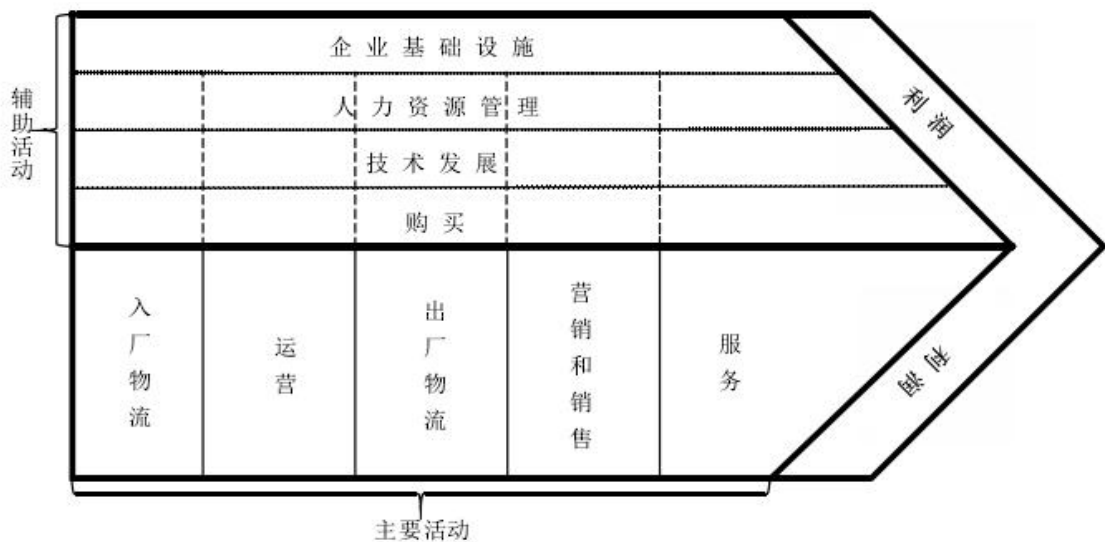 企业基础设施
人力资源管理
技术发展
购买
辅助活动
利润
入厂物流
运营
出厂物流
营销和销售
服务
利润
主要活动